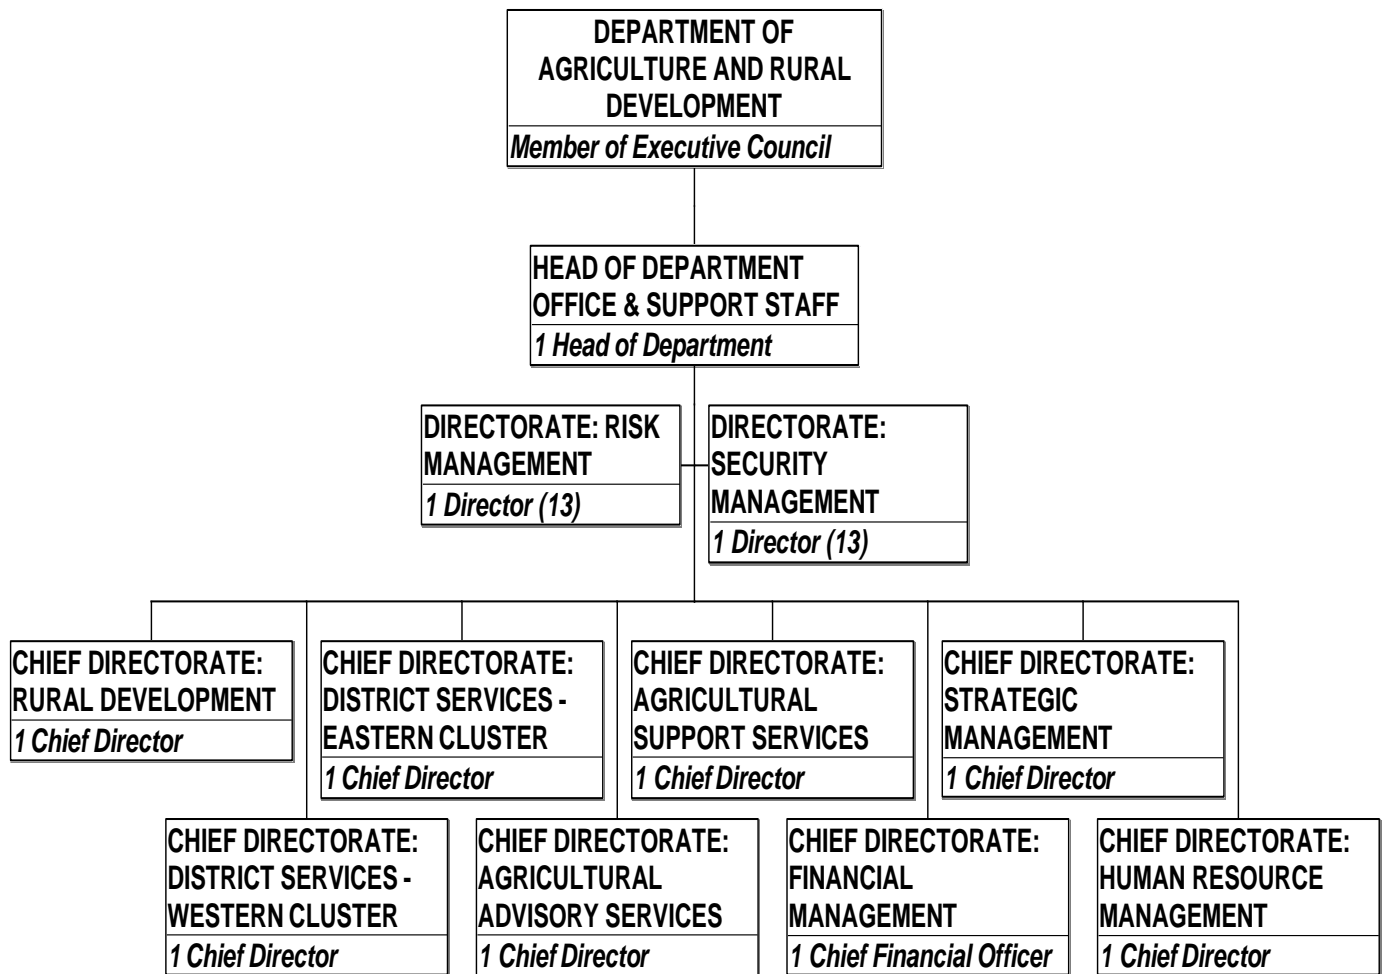 DEPARTMENT OF
AGRICULTURE AND RURAL
DEVELOPMENT
Member of Executive Council
HEAD OF DEPARTMENT
OFFICE & SUPPORT STAFF
1 Head of Department
DIRECTORATE: RISK
MANAGEMENT
1 Director (13)
DIRECTORATE:
SECURITY
MANAGEMENT
1 Director (13)
CHIEF DIRECTORATE:
RURAL DEVELOPMENT
1 Chief Director
CHIEF DIRECTORATE:
DISTRICT SERVICES -
EASTERN CLUSTER
1 Chief Director
CHIEF DIRECTORATE:
AGRICULTURAL
SUPPORT SERVICES
1 Chief Director
CHIEF DIRECTORATE:
STRATEGIC
MANAGEMENT
1 Chief Director
CHIEF DIRECTORATE:
DISTRICT SERVICES -
WESTERN CLUSTER
1 Chief Director
CHIEF DIRECTORATE:
AGRICULTURAL
ADVISORY SERVICES
1 Chief Director
CHIEF DIRECTORATE:
FINANCIAL
MANAGEMENT
1 Chief Financial Officer
CHIEF DIRECTORATE:
HUMAN RESOURCE
MANAGEMENT
1 Chief Director